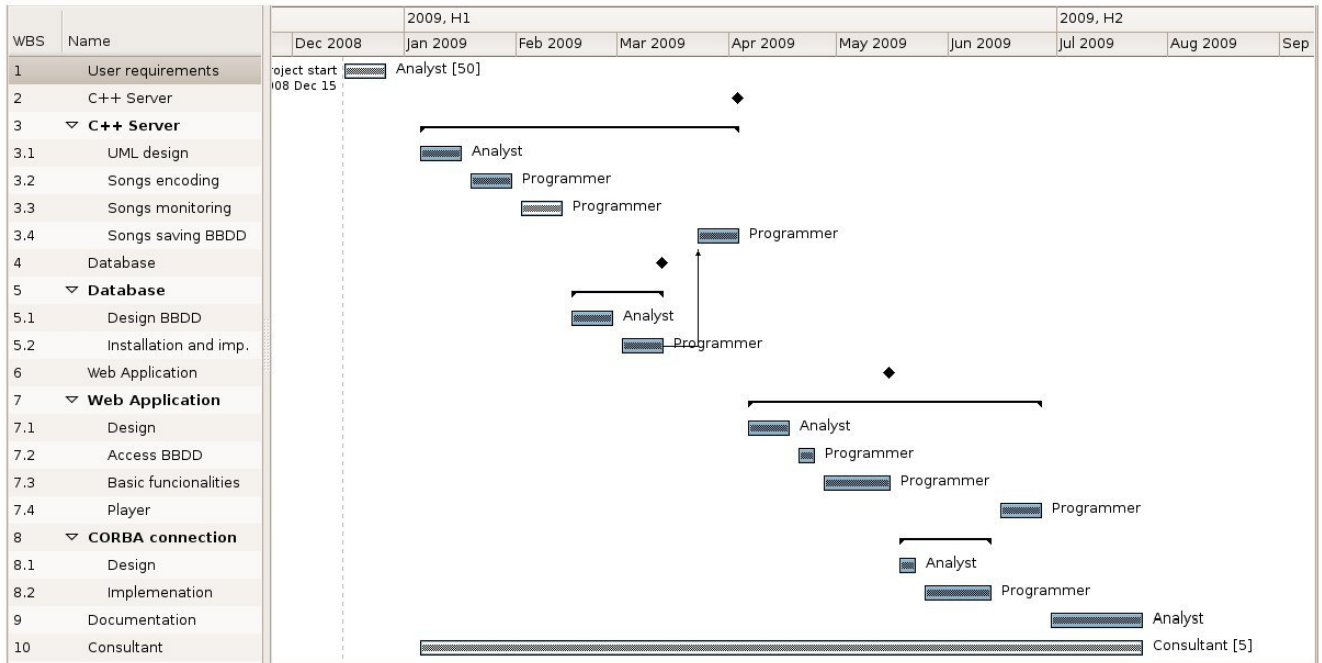 2009, H1 2009, H2
WBS Name Dec 2008 Jan 2009 Feb 2009 Mar 2009 Apr 2009 May 2009 Jun 2009 Jul 2009 Aug 2009 Sep
1 User requirements oject start Analyst [50]
08 Dec 15
2 C++ Server
3 C++ Server
3.1 UML design Analyst
3.2 Songs encoding Programmer
3.3 Songs monitoring Programmer
3.4 Songs saving BBDD Programmer
4 Database
5 Database
5.1 Design BBDD Analyst
5.2 Installation and imp. Programmer
6 Web Application
7 Web Application
7.1 Design Analyst
7.2 Access BBDD Programmer
7.3 Basic funcionalities Programmer
7.4 Player Programmer
8 CORBA connection
8.1 Design Analyst
8.2 Implemenation Programmer
9 Documentation Analyst
10 Consultant Consultant [5]